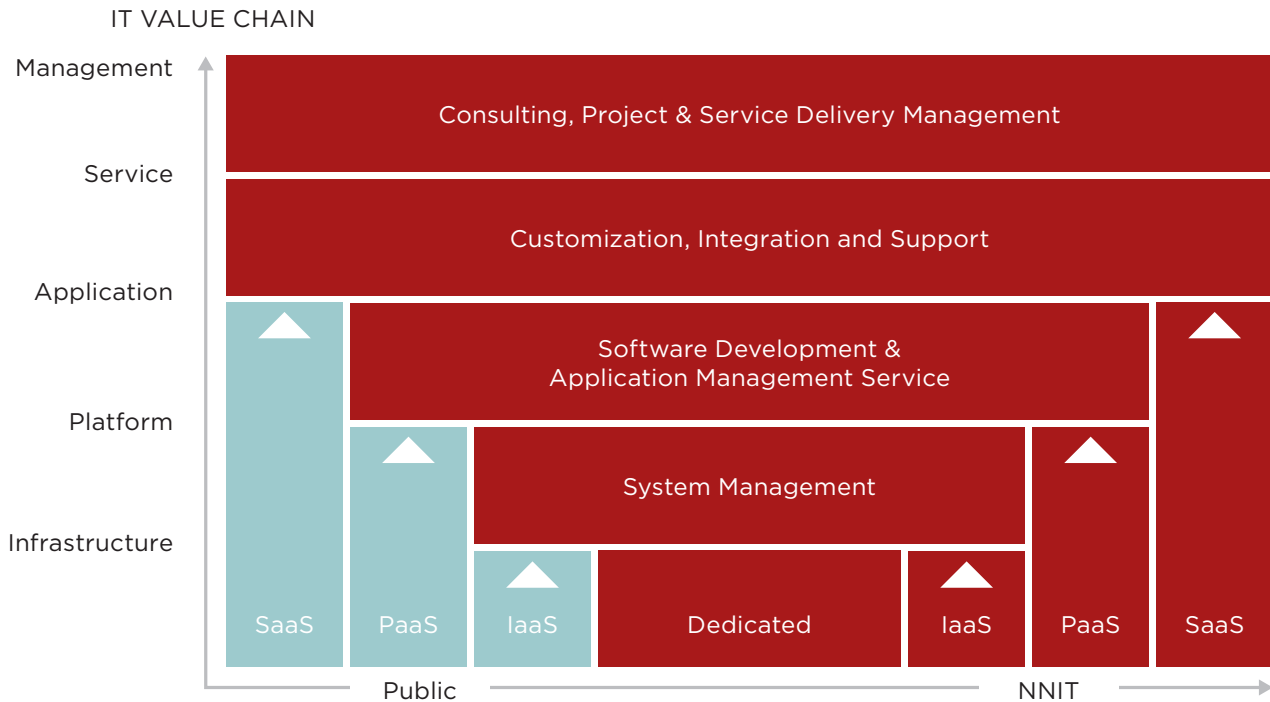 IT VALUE CHAIN
Management
Consulting, Project & Service Delivery Management
Service
Customization, Integration and Support
Application
Software Development &
Application Management Service
Platform
System Management
Infrastructure
SaaS
PaaS
IaaS
Dedicated
IaaS
PaaS
SaaS
Public
NNIT